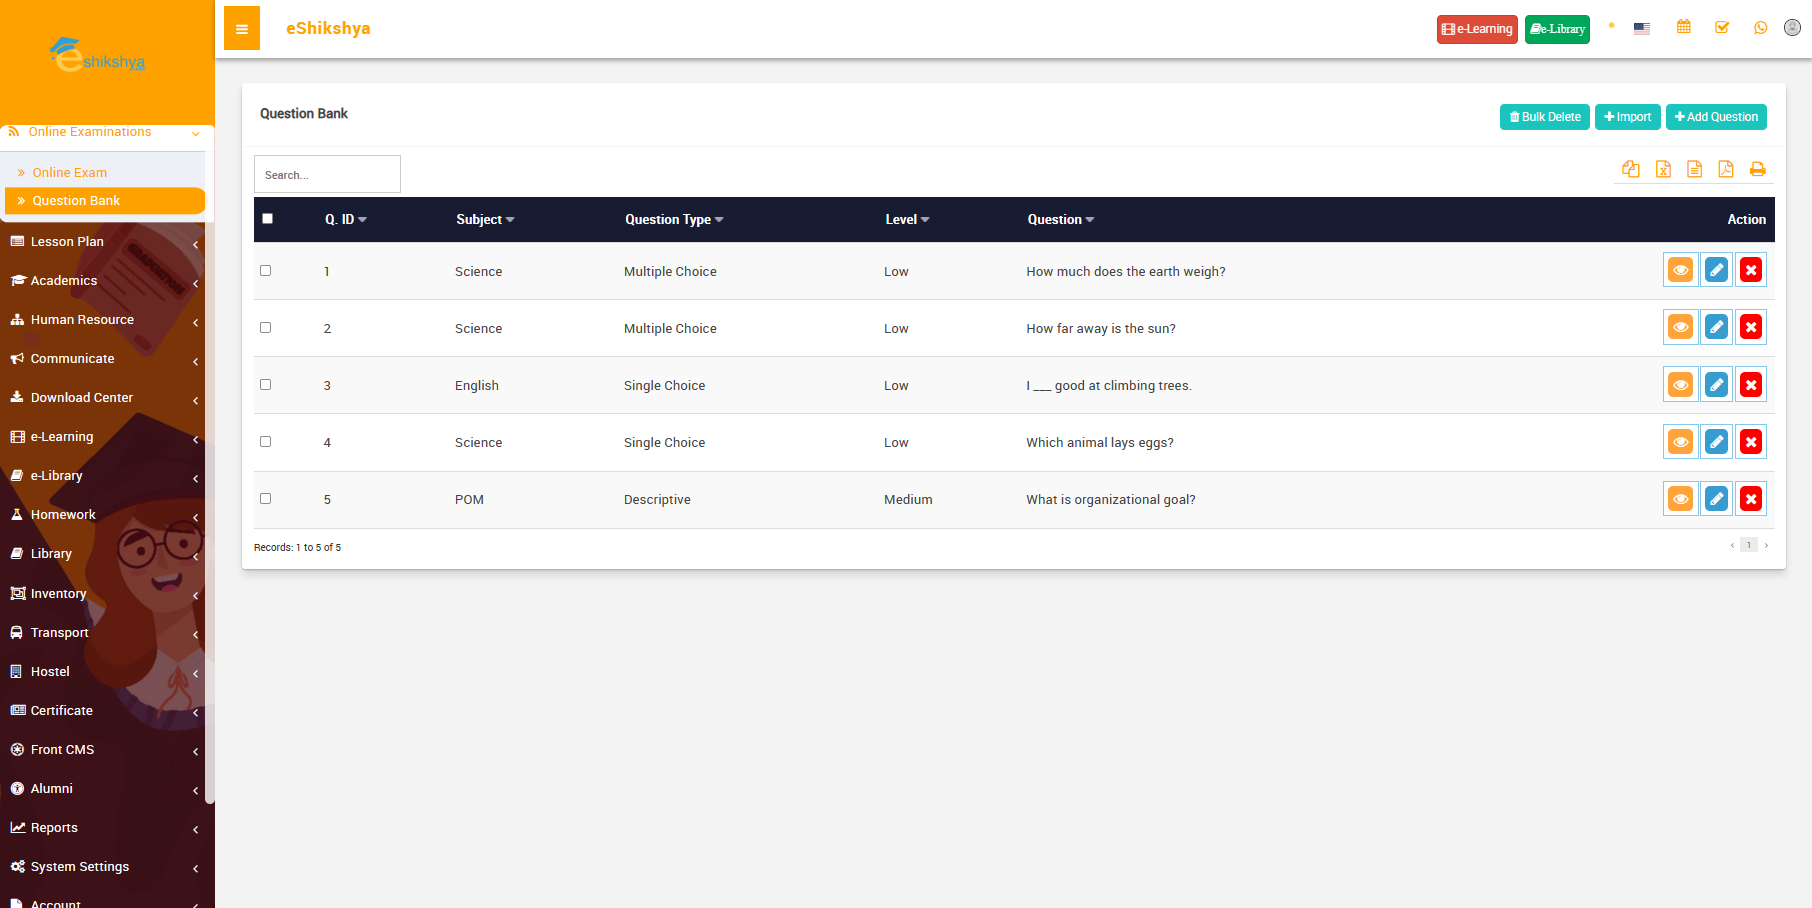 eshikshya
eShikshya
e-Learning
e-Library
Online Examinations
Online Exam
Question Bank
Lesson Plan
Academics
Human Resource
Communicate
Download Center
e-Learning
e-Library
Homework
Library
Inventory
Transport
Hostel
Certificate
Front CMS
Alumni
Reports
System Settings
Account
GRADUATION
Question Bank
Bulk Delete
Import
Add Question
Search...
Q. ID Subject Question Type Level Question Action
1 Science Multiple Choice Low How much does the earth weigh?
2 Science Multiple Choice Low How far away is the sun?
3 English Single Choice Low I ___ good at climbing trees.
4 Science Single Choice Low Which animal lays eggs?
5 POM Descriptive Medium What is organizational goal?
Records: 1 to 5 of 5
1